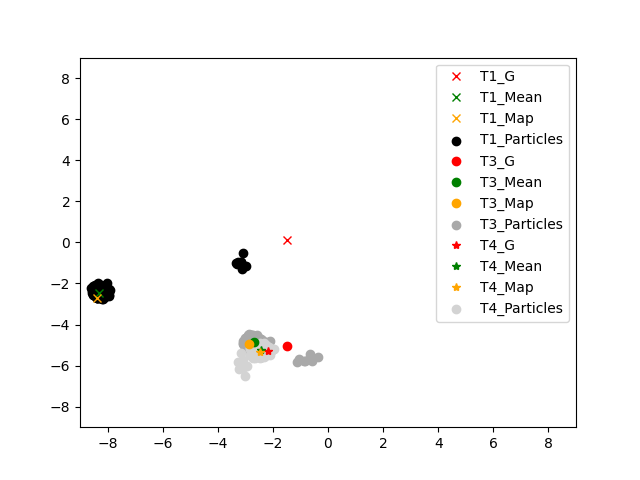 8
6
4
2
0
−2
−4
−6
−8
−8 −6 −4 −2 0 2 4 6 8
T1_G
T1_Mean
T1_Map
T1_Particles
T3_G
T3_Mean
T3_Map
T3_Particles
T4_G
T4_Mean
T4_Map
T4_Particles